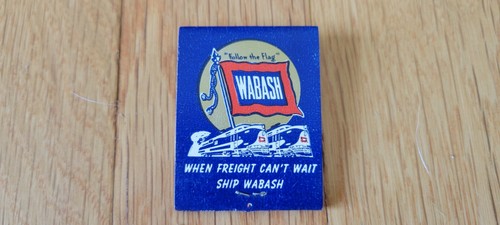 "Follow the Flag"
WABASH
WHEN FREIGHT CAN'T WAIT
SHIP WABASH